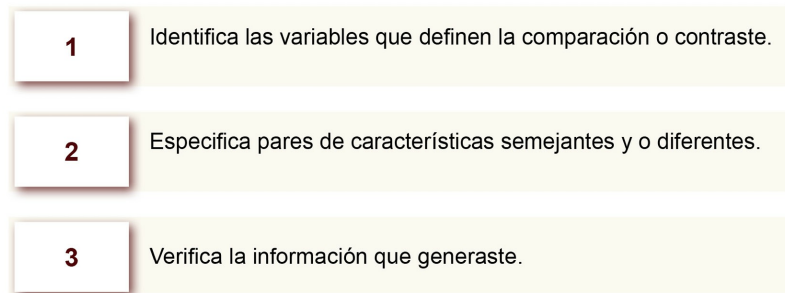 1
Identifica las variables que definen la comparación o contraste.
2
Especifica pares de características semejantes y o diferentes.
3
Verifica la información que generaste.